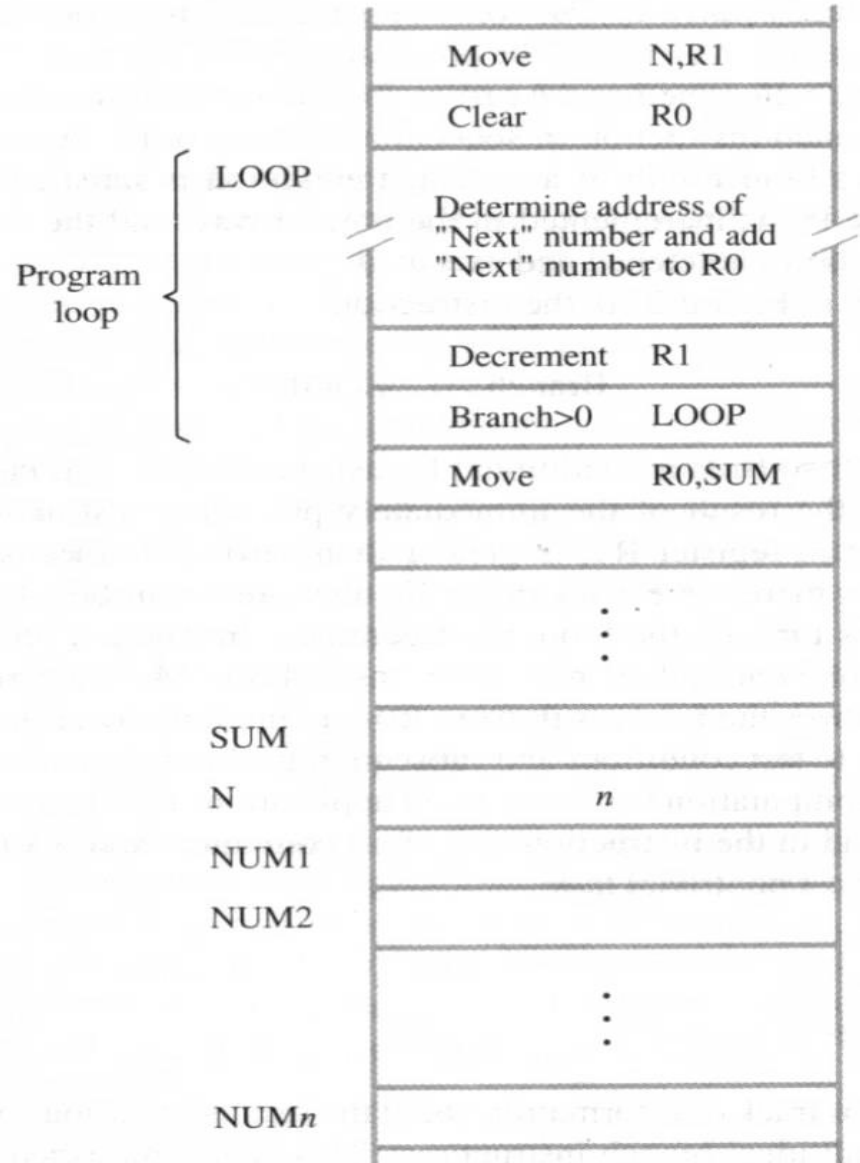 Move N,R1
Clear R0
LOOP
Determine address of
"Next" number and add
"Next" number to R0
Program
loop
Decrement R1
Branch>0 LOOP
Move R0,SUM
SUM
N n
NUM1
NUM2
NUMn